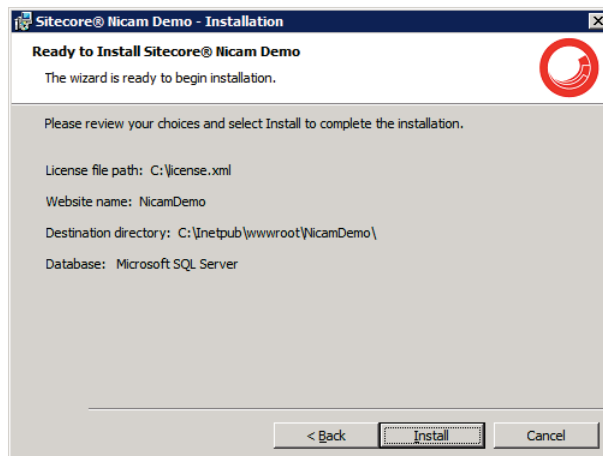 Sitecore® Nicam Demo - Installation
Ready to Install Sitecore® Nicam Demo
The wizard is ready to begin installation.
Please review your choices and select Install to complete the installation.
License file path: C:\license.xml
Website name: NicamDemo
Destination directory: C:\Inetpub\wwwroot\NicamDemo\
Database: Microsoft SQL Server
< Back Install Cancel